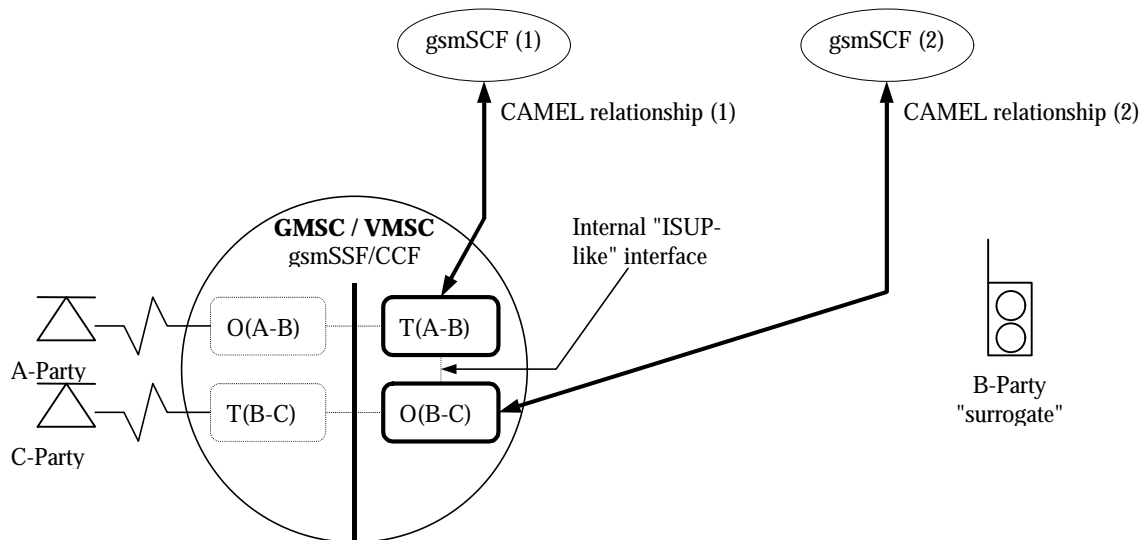 gsmSCF (1)
gsmSCF (2)
CAMEL relationship (1)
CAMEL relationship (2)
GMSC / VMSC
gsmSSF/CCF
Internal "ISUP-
like" interface
O(A-B)
T(A-B)
A-Party
T(B-C)
O(B-C)
C-Party
B-Party
"surrogate"